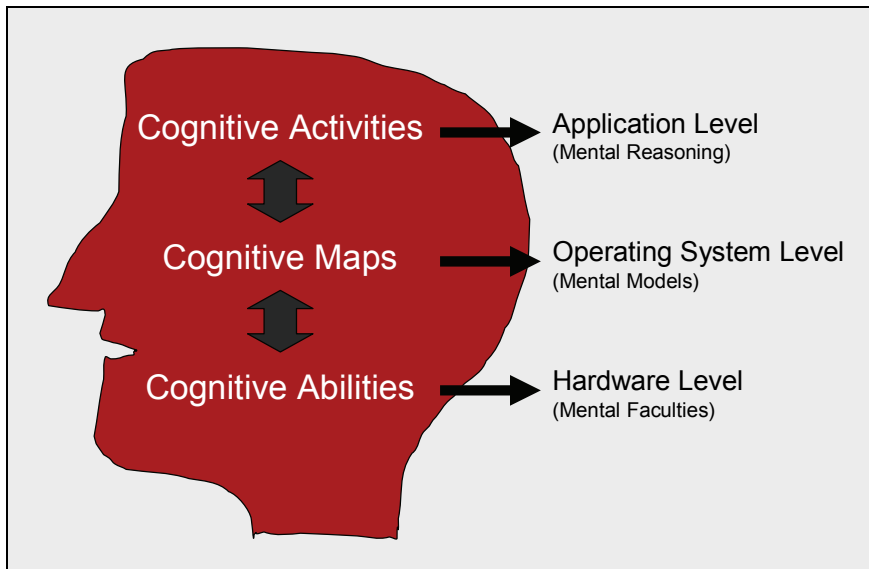 Cognitive Activities
Application Level
(Mental Reasoning)
Cognitive Maps
Operating System Level
(Mental Models)
Cognitive Abilities
Hardware Level
(Mental Faculties)